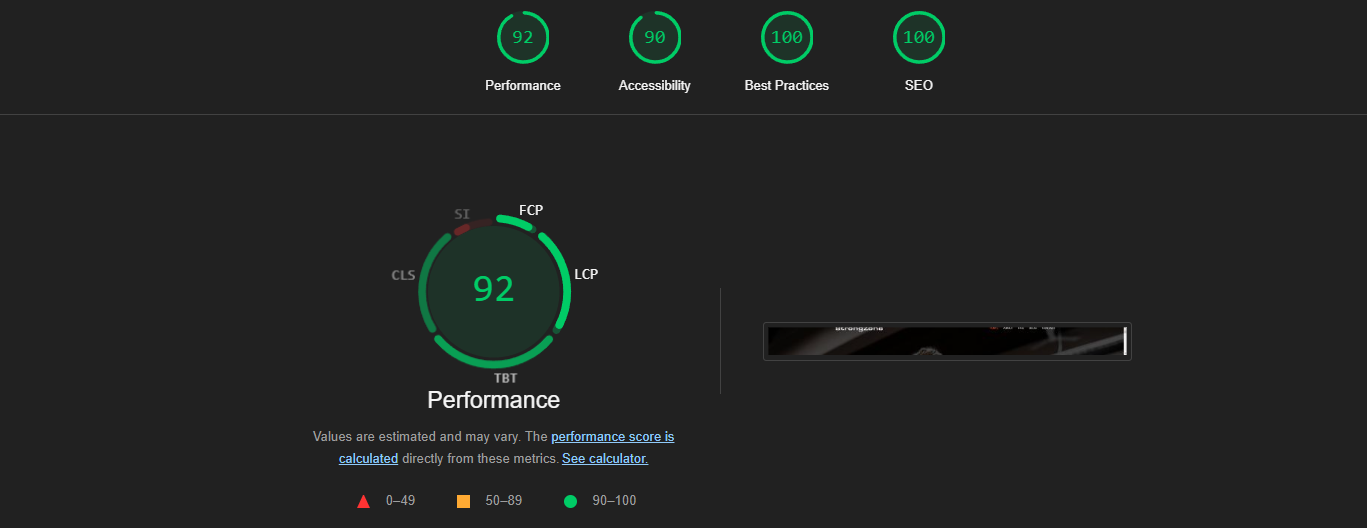 92
90
100
100
Performance
Accessibility
Best Practices
SEO
SI
FCP
CLS
LCP
92
TBT
Performance
Values are estimated and may vary. The performance score is
calculated directly from these metrics. See calculator.
0–49
50–89
90–100